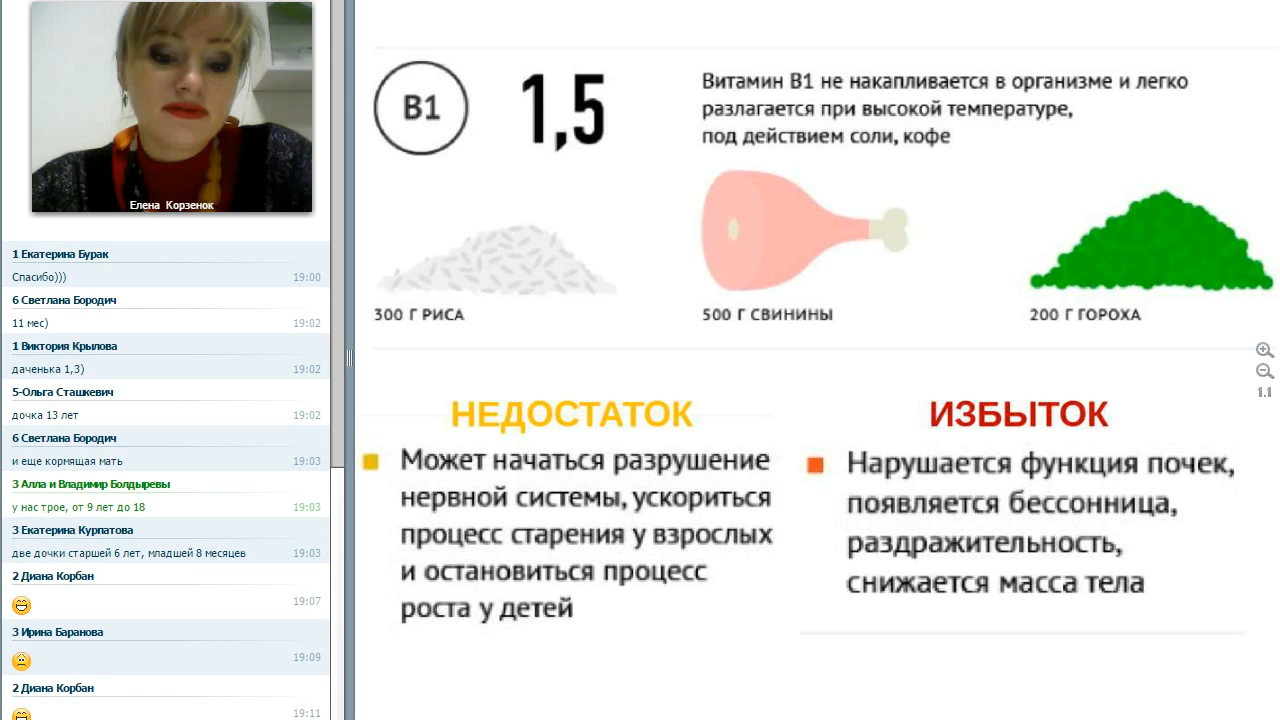 Елена Корзенок
1 Екатерина Бурак
Спасибо)))
19:00
6 Светлана Бородич
11 мес)
19:02
1 Виктория Крылова
даченька 1,3)
19:02
5-Ольга Сташкевич
дочка 13 лет
19:02
6 Светлана Бородич
и еще кормящая мать
19:03
3 Алла и Владимир Болдыревы
у нас трое, от 9 лет до 18
19:03
3 Екатерина Курпатова
две дочки старшей 6 лет, младшей 8 месяцев
19:03
2 Диана Корбан
19:07
3 Ирина Баранова
19:09
2 Диана Корбан
19:11
B1
1,5
Витамин B1 не накапливается в организме и легко
разлагается при высокой температуре,
под действием соли, кофе
300 Г РИСА
500 Г СВИНИНЫ
200 Г ГОРОХА
НЕДОСТАТОК
Может начаться разрушение
нервной системы, ускориться
процесс старения у взрослых
и остановиться процесс
роста у детей
ИЗБЫТОК
Нарушается функция почек,
появляется бессонница,
раздражительность,
снижается масса тела
1.1